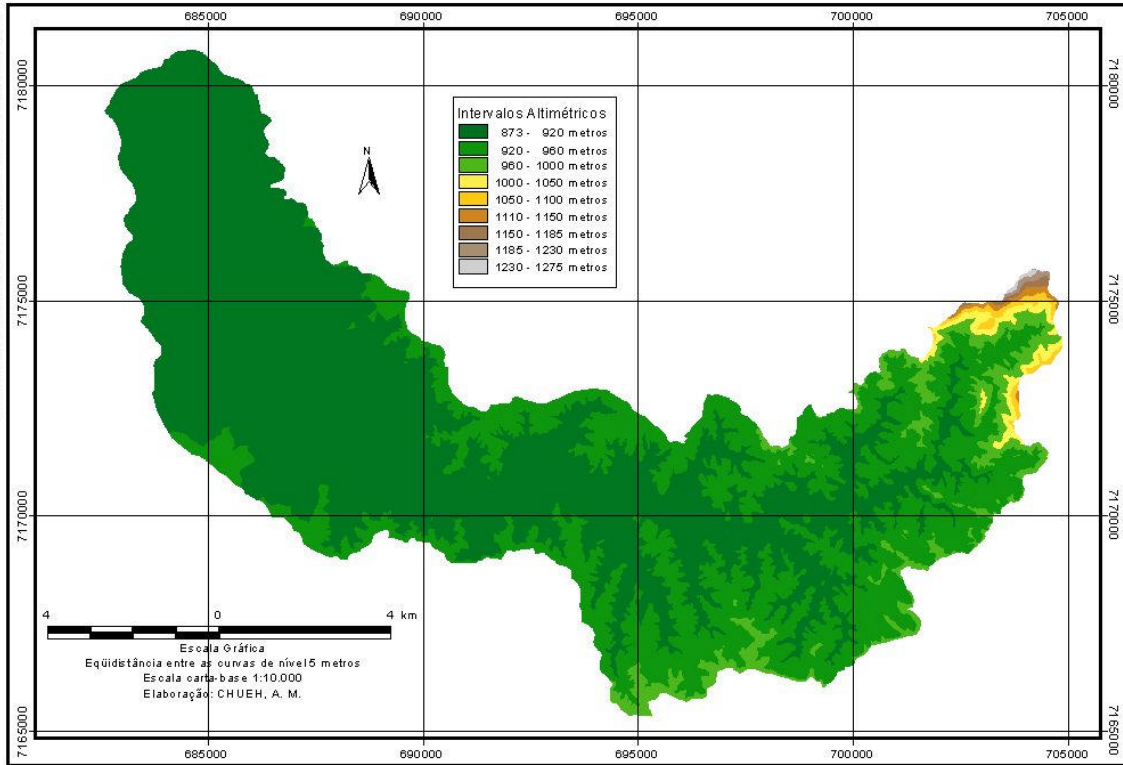 685000 690000 695000 700000 705000
7180000 7180000
Intervalos Altimétricos
873 - 920 metros
920 - 960 metros
960 - 1000 metros
1000 - 1050 metros
1050 - 1100 metros
1110 - 1150 metros
1150 - 1185 metros
1185 - 1230 metros
1230 - 1275 metros
N
7175000 7175000
7170000 7170000
4 0 4 km
Escala Gráfica
Eqüidistância entre as curvas de nível 5 metros
Escala carta-base 1:10.000
Elaboração: CHUEH, A. M.
7165000 7165000
685000 690000 695000 700000 705000